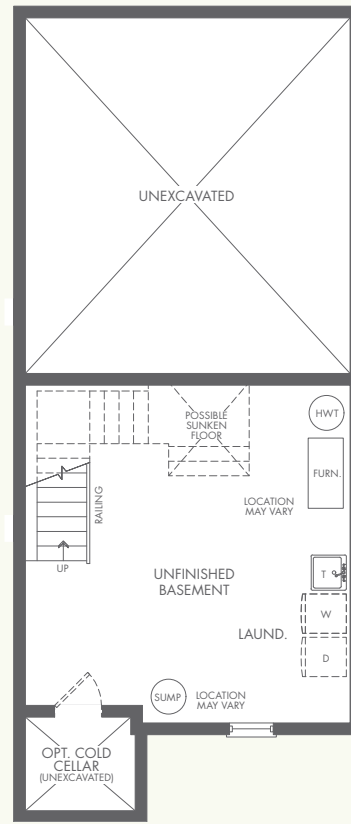 UNEXCAVATED
POSSIBLE
SUNKEN
FLOOR
HWT
FURN.
LOCATION
MAY VARY
RAILING
UP
UNFINISHED
BASEMENT
T
W
LAUND.
D
SUMP
LOCATION
MAY VARY
OPT. COLD
CELLAR
(UNEXCAVATED)